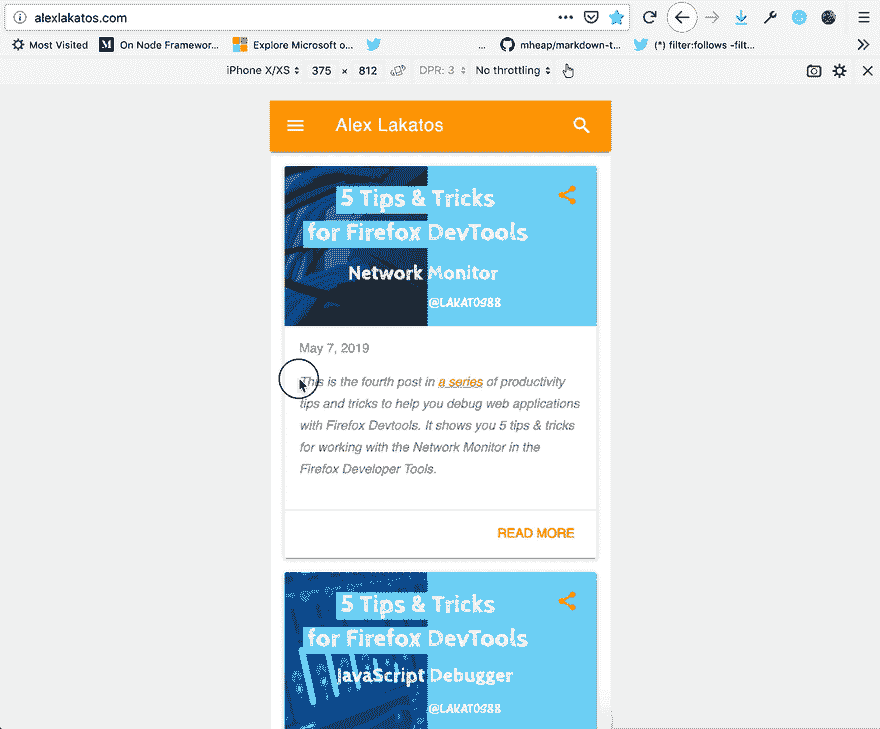 alexlakatos.com
Most Visited On Node Framewor... Explore Microsoft o... ... mheap/markdown-t... (*) filter:follows -filt...
iPhone X/XS 375 × 812 DPR: 3 No throttling
Alex Lakatos
5 Tips & Tricks
for Firefox DevTools
Network Monitor
@LAKATOS88
May 7, 2019
This is the fourth post in a series of productivity
tips and tricks to help you debug web applications
with Firefox Devtools. It shows you 5 tips & tricks
for working with the Network Monitor in the
Firefox Developer Tools.
READ MORE
5 Tips & Tricks
for Firefox DevTools
JavaScript Debugger
@LAKATOS88